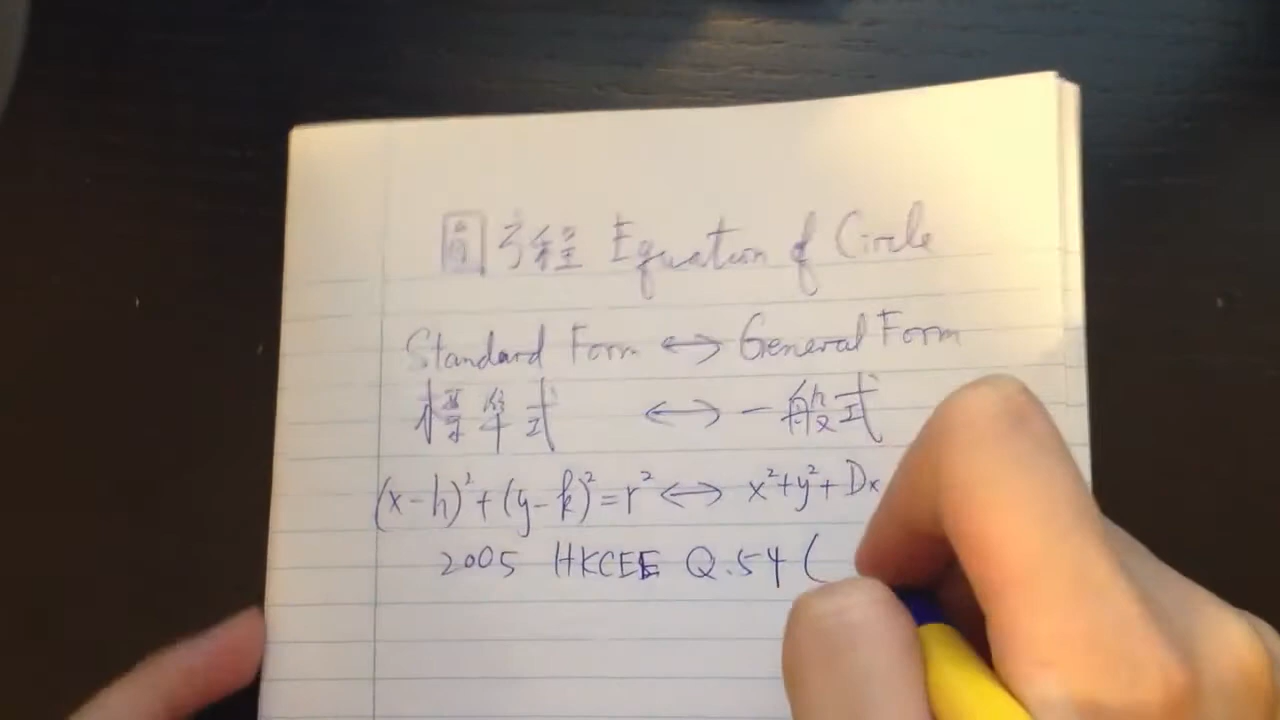 圓方程 Equation of Circle
Standard Form ↔ General Form
標準式 ↔ 一般式
(x-h)²+(y-k)²=r² ↔ x²+y²+Dx
2005 HKCEE Q.54 (